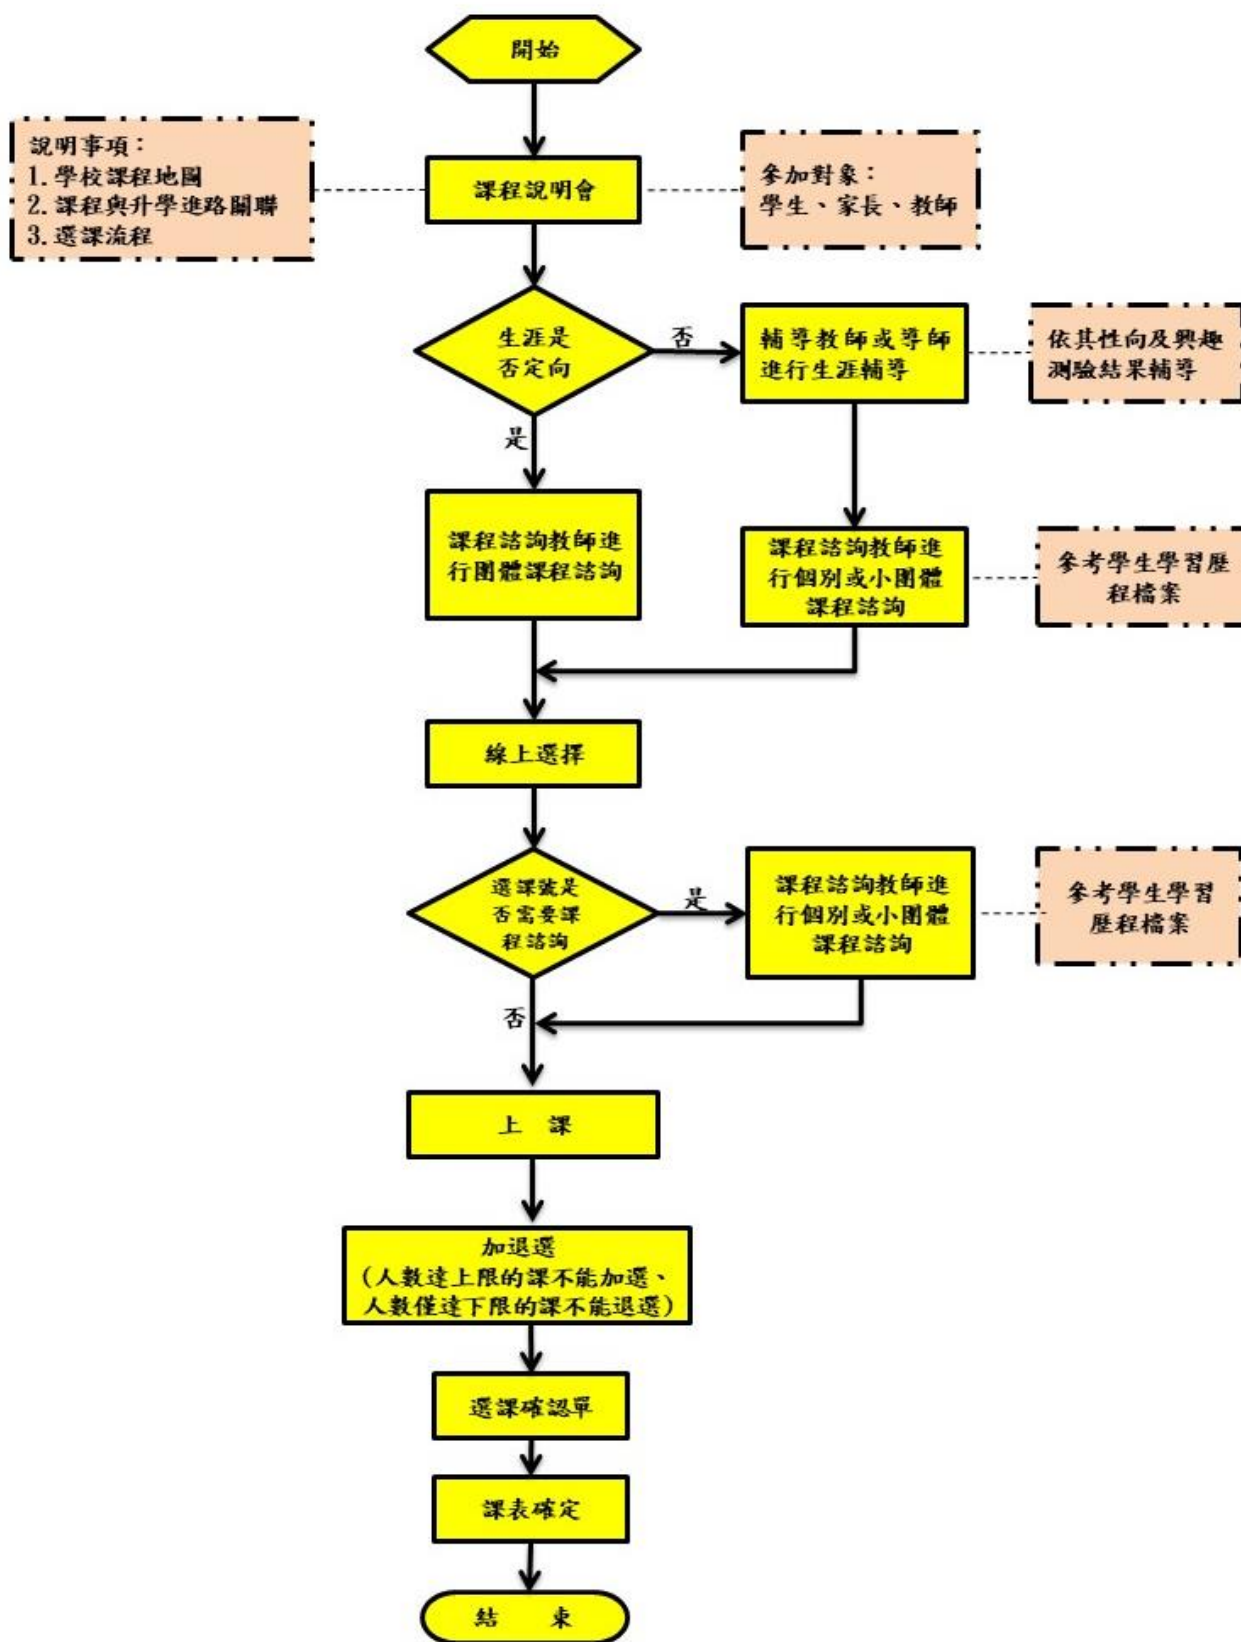 開始
說明事項：
1.學校課程地圖
2.課程與升學進路關聯
3.選課流程
課程說明會
參加對象：
學生、家長、教師
生涯是
否定向
否
輔導教師或導師
進行生涯輔導
依其性向及興趣
測驗結果輔導
是
課程諮詢教師進
行團體課程諮詢
課程諮詢教師進
行個別或小團體
課程諮詢
參考學生學習歷
程檔案
線上選擇
選課號是
否需要課
程諮詢
是
課程諮詢教師進
行個別或小團體
課程諮詢
參考學生學習
歷程檔案
否
上 課
加退選
(人數達上限的課不能加選、
人數僅達下限的課不能退選)
選課確認單
課表確定
結 束